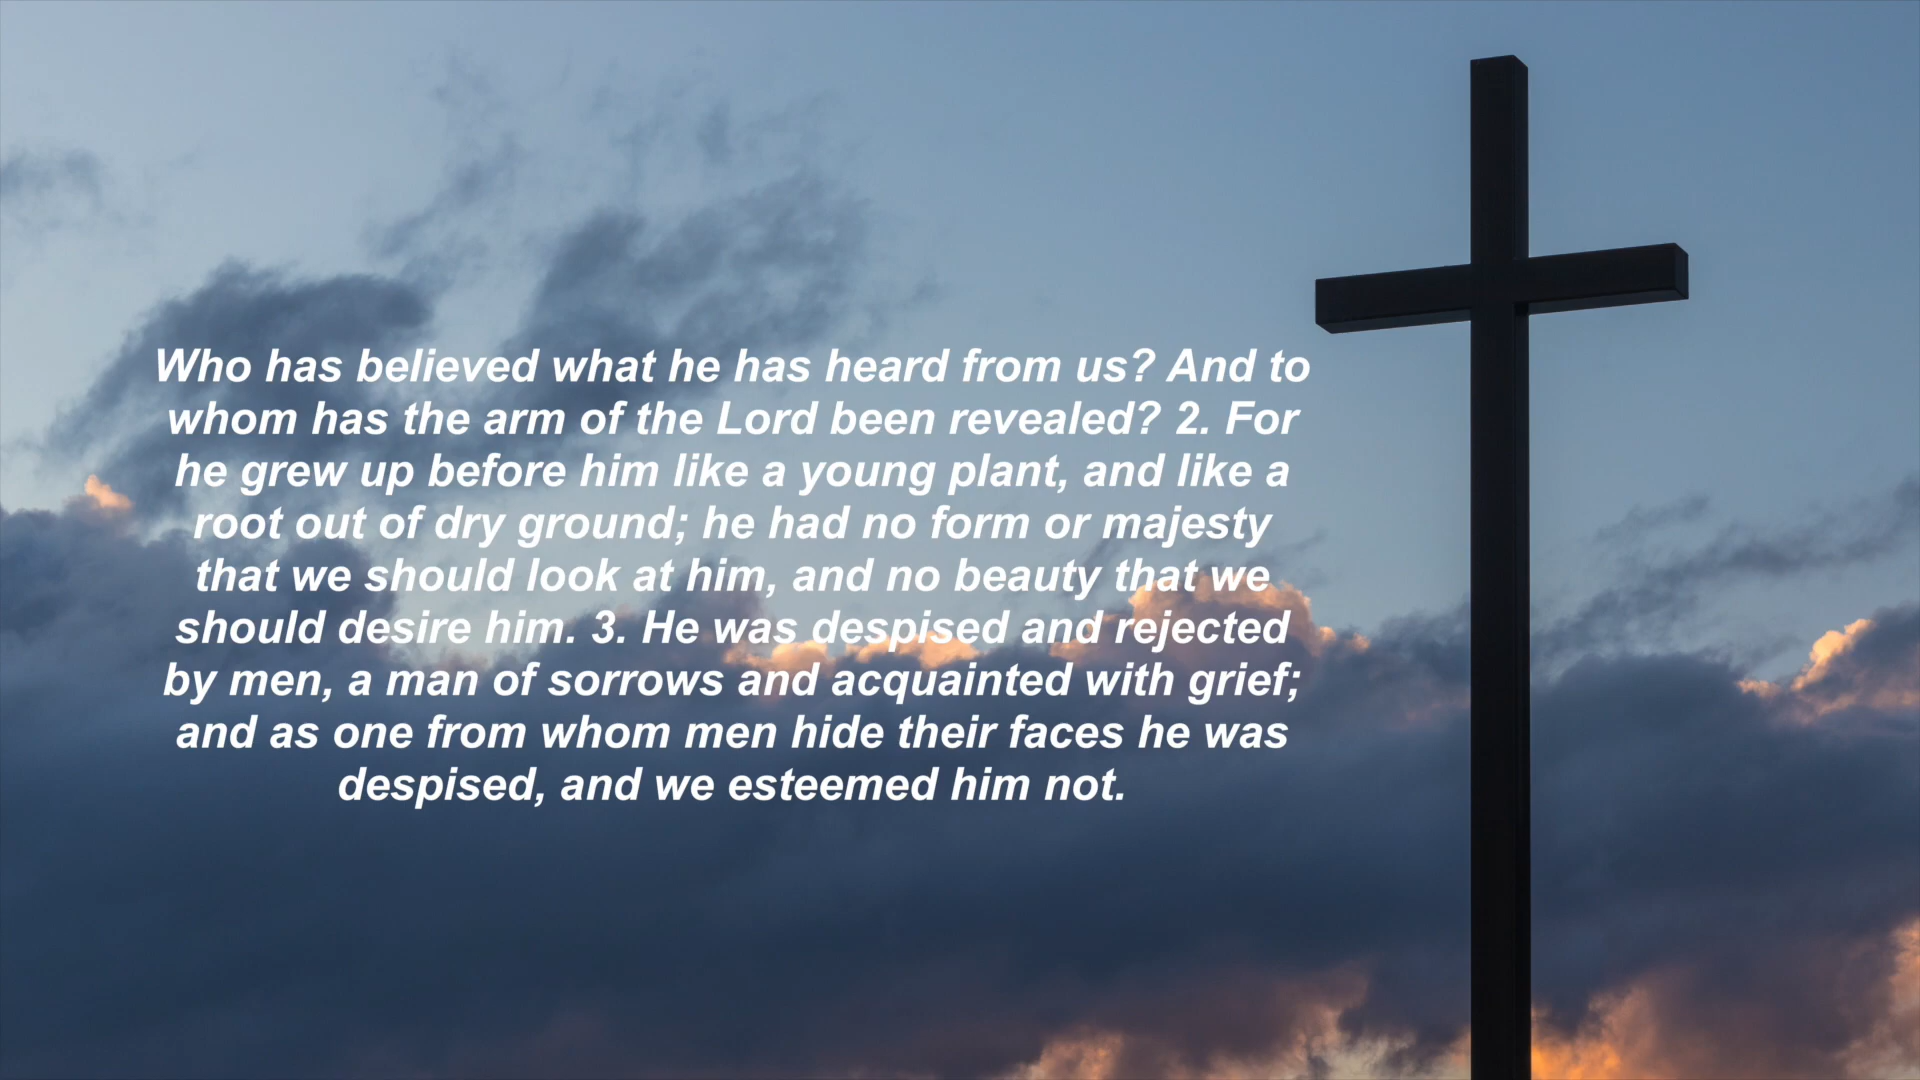 Who has believed what he has heard from us? And to
whom has the arm of the Lord been revealed? 2. For
he grew up before him like a young plant, and like a
root out of dry ground; he had no form or majesty
that we should look at him, and no beauty that we
should desire him. 3. He was despised and rejected
by men, a man of sorrows and acquainted with grief;
and as one from whom men hide their faces he was
despised, and we esteemed him not.